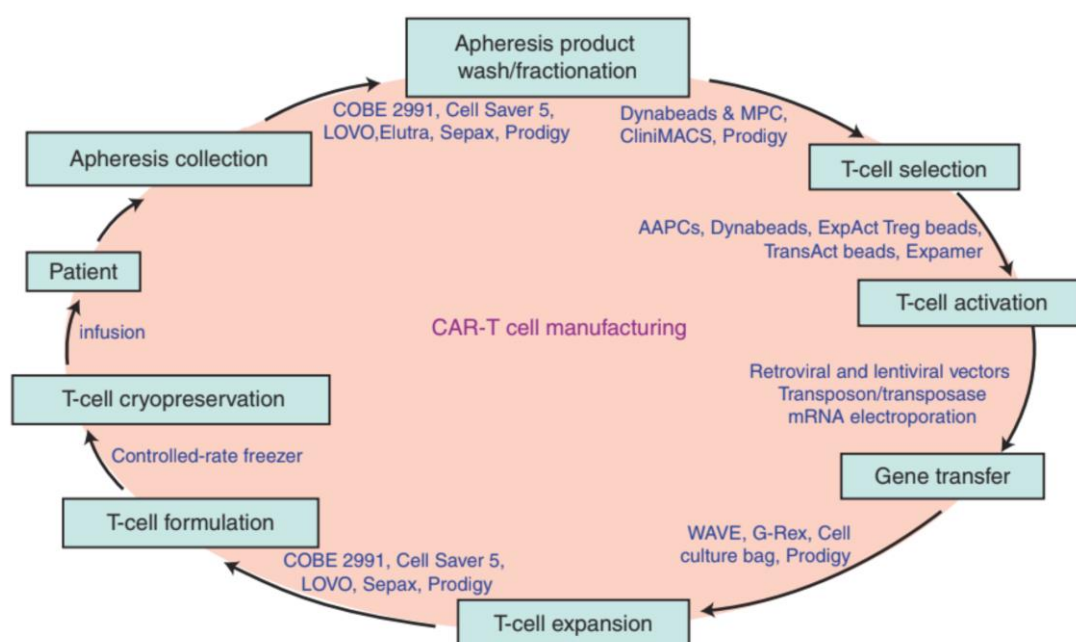 Apheresis product
wash/fractionation
COBE 2991, Cell Saver 5,
LOVO,Elutra, Sepax, Prodigy
Dynabeads & MPC,
CliniMACS, Prodigy
Apheresis collection
T-cell selection
AAPCs, Dynabeads, ExpAct Treg beads,
TransAct beads, Expamer
Patient
T-cell activation
infusion
CAR-T cell manufacturing
Retroviral and lentiviral vectors
Transposon/transposase
mRNA electroporation
T-cell cryopreservation
Controlled-rate freezer
Gene transfer
T-cell formulation
WAVE, G-Rex, Cell
culture bag, Prodigy
COBE 2991, Cell Saver 5,
LOVO, Sepax, Prodigy
T-cell expansion